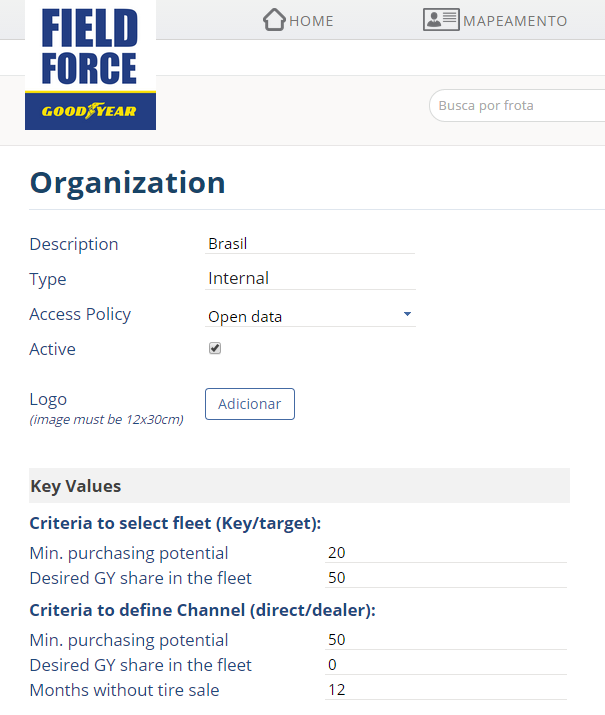 FIELD
FORCE
GOODYEAR
HOME
MAPEAMENTO
Busca por frota
Organization
Description Brasil
Type Internal
Access Policy Open data
Active
Logo Adicionar
(image must be 12x30cm)
Key Values
Criteria to select fleet (Key/target):
Min. purchasing potential 20
Desired GY share in the fleet 50
Criteria to define Channel (direct/dealer):
Min. purchasing potential 50
Desired GY share in the fleet 0
Months without tire sale 12